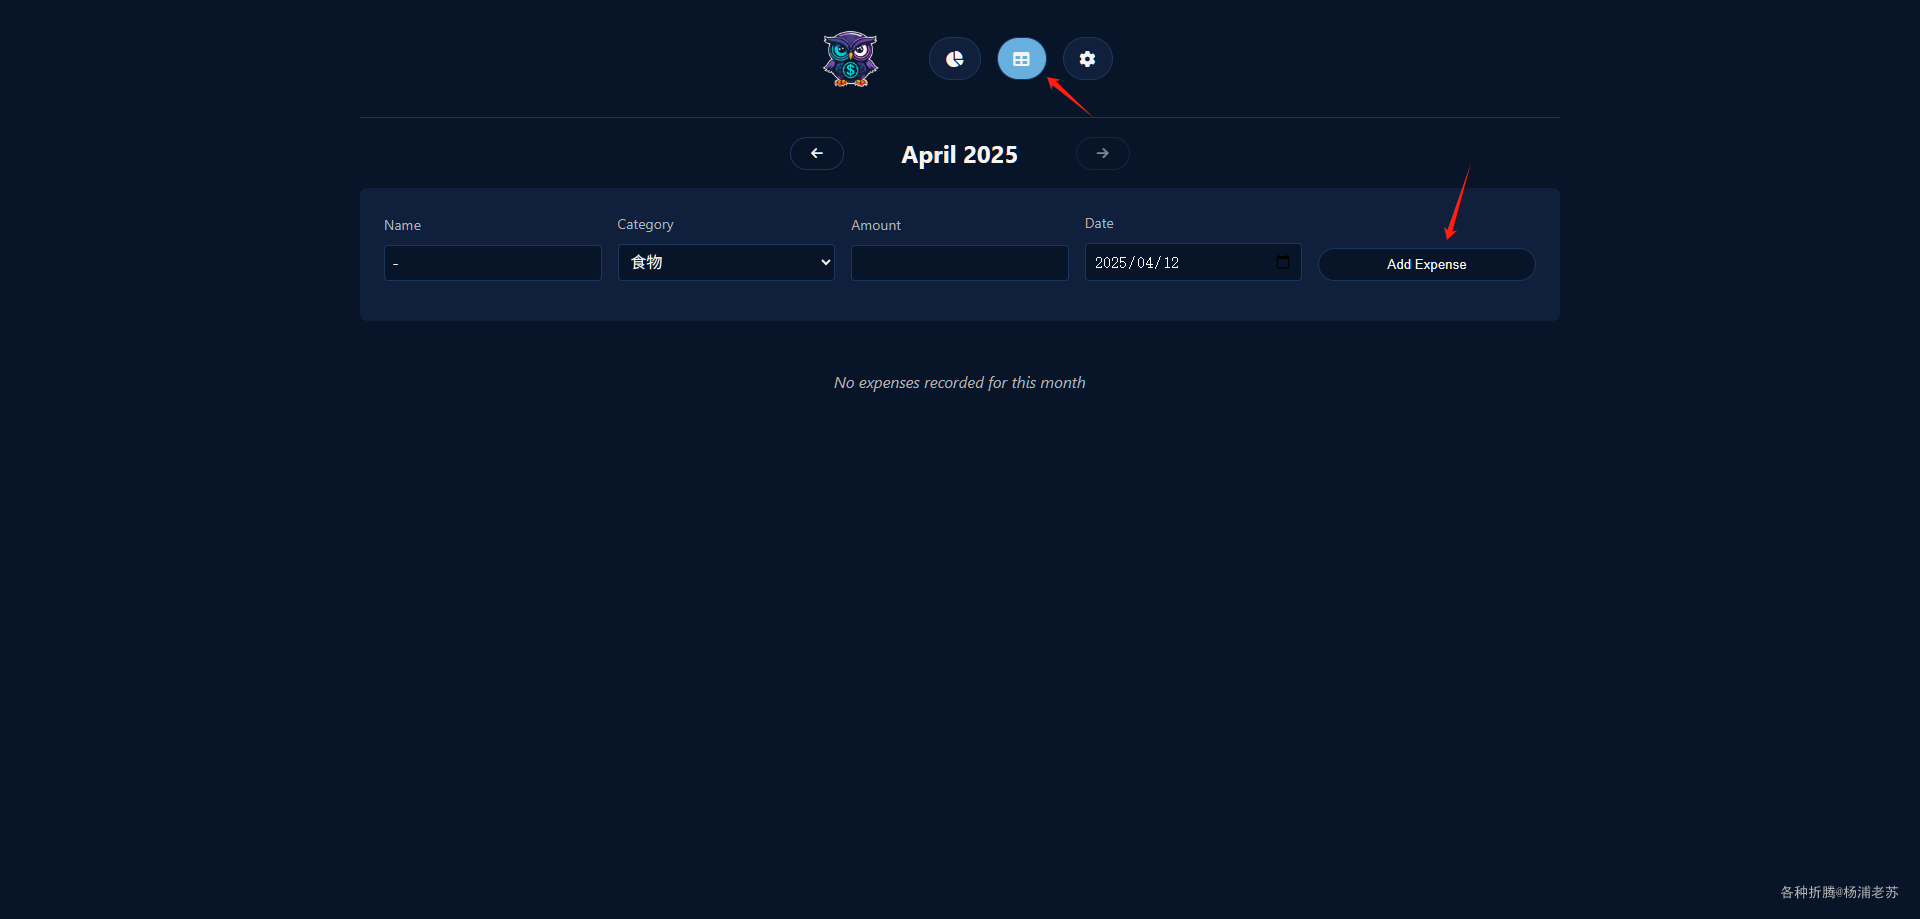 April 2025
Name
Category
Amount
Date
-
食物
2025/04/12
Add Expense
No expenses recorded for this month
各种折腾@杨浦老苏